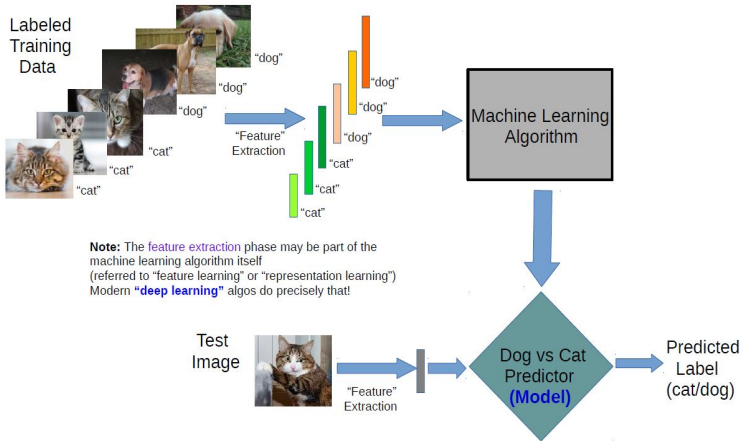 Labeled
Training
Data
“dog”
“dog”
“dog”
“cat”
“cat”
“cat”
“Feature”
Extraction
“dog”
“dog”
“dog”
“cat”
“cat”
“cat”
Machine Learning
Algorithm
Note: The feature extraction phase may be part of the
machine learning algorithm itself
(referred to “feature learning” or “representation learning”)
Modern “deep learning” algos do precisely that!
Test
Image
“Feature”
Extraction
Dog vs Cat
Predictor
(Model)
Predicted
Label
(cat/dog)